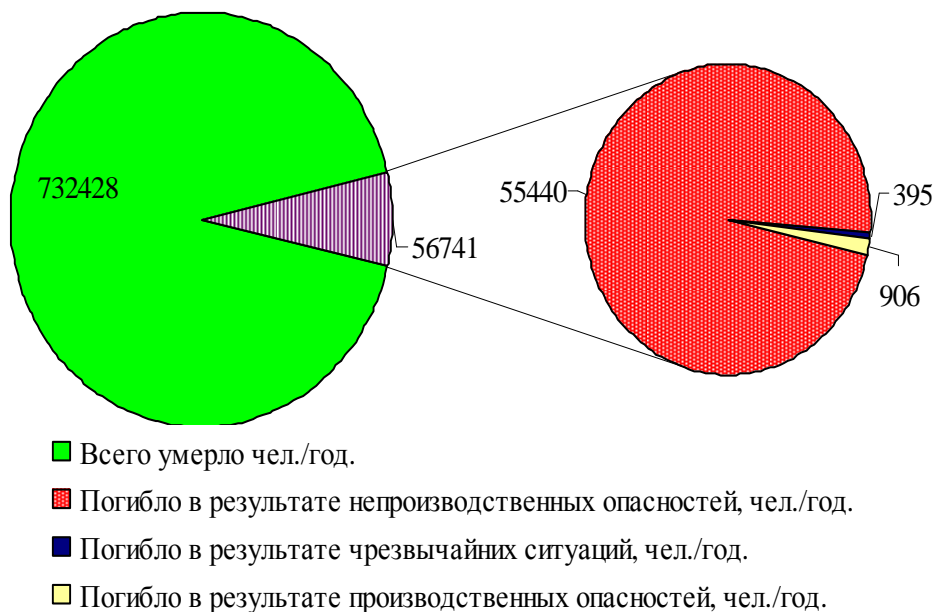 732428
56741
55440
395
906
Всего умерло чел./год.
Погибло в результате непроизводственных опасностей, чел./год.
Погибло в результате чрезвычайних ситуаций, чел./год.
Погибло в результате производственных опасностей, чел./год.